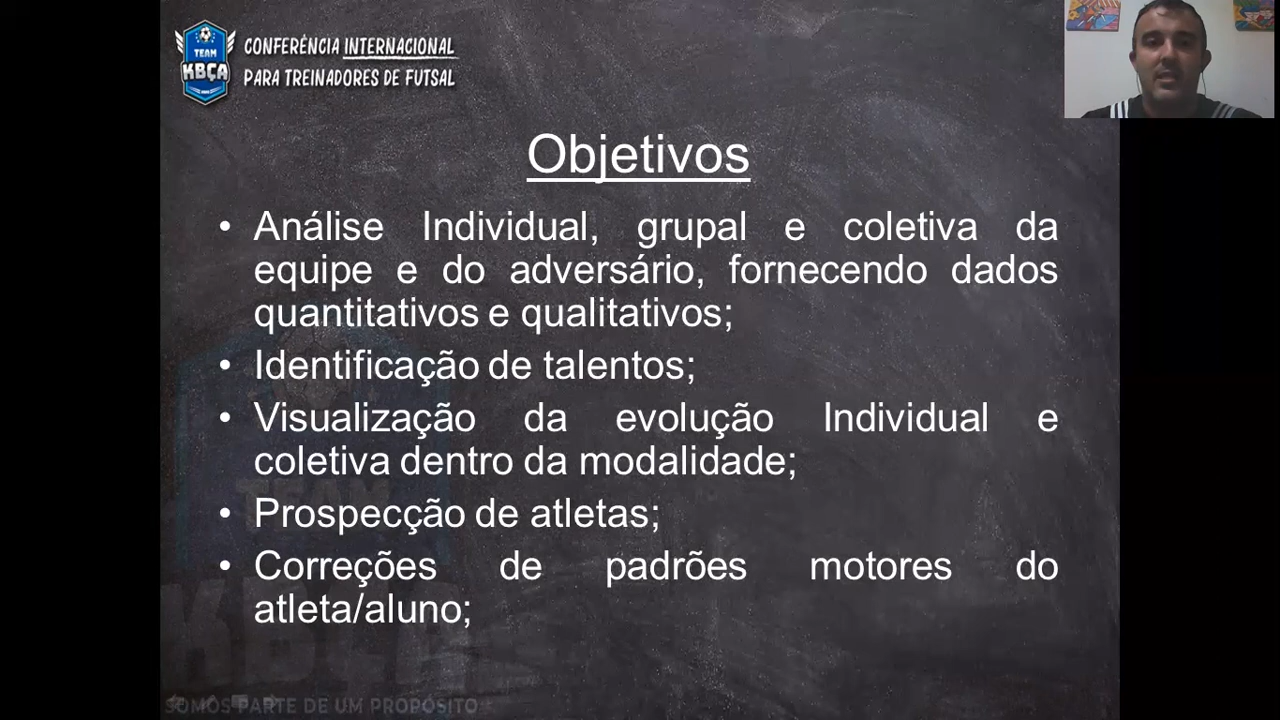 TEAM
KBÇA
CONFERÊNCIA INTERNACIONAL
PARA TREINADORES DE FUTSAL
Objetivos
• Análise Individual, grupal e coletiva da
equipe e do adversário, fornecendo dados
quantitativos e qualitativos;
• Identificação de talentos;
• Visualização da evolução Individual e
coletiva dentro da modalidade;
• Prospecção de atletas;
• Correções de padrões motores do
atleta/aluno;
TEAM
KBÇA
SOMOS PARTE DE UM PROPÓSITO